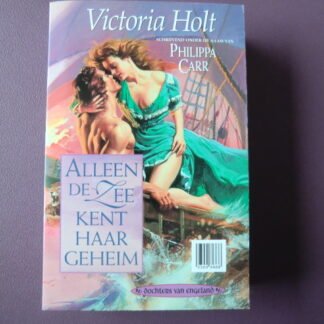 Victoria Holt
SCHRIJVEND ONDER DE NAAM VAN
PHILIPPA
CARR
ALLEEN
DE ZEE
KENT
HAAR
GEHEIM
dochters van engeland